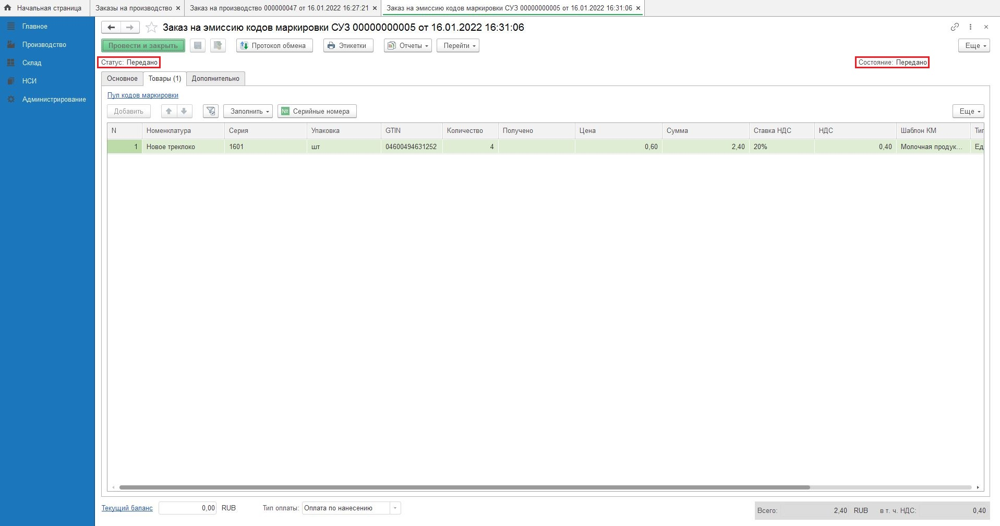 Начальная страница
Заказы на производство ×
Заказ на производство 000000047 от 16.01.2022 16:27:21 ×
Заказ на эмиссию кодов маркировки СУЗ 00000000005 от 16.01.2022 16:31:06 ×
Главное
Производство
Склад
НСИ
Администрирование
Заказ на эмиссию кодов маркировки СУЗ 00000000005 от 16.01.2022 16:31:06
Провести и закрыть
Протокол обмена
Этикетки
Отчеты
Перейти
Еще
Статус: Передано
Состояние: Передано
Основное
Товары (1)
Дополнительно
Пул кодов маркировки
Добавить
Заполнить
№ Серийные номера
Еще
N Номенклатура Серия Упаковка GTIN Количество Получено Цена Сумма Ставка НДС НДС Шаблон КМ Тип
1 Новое треклоко 1601 шт 04600494631252 4 0,60 2,40 20% 0,40 Молочная продук... Ед
Текущий баланс 0,00 RUB Тип оплаты: Оплата по нанесению
Всего: 2,40 RUB в т. ч. НДС: 0,40